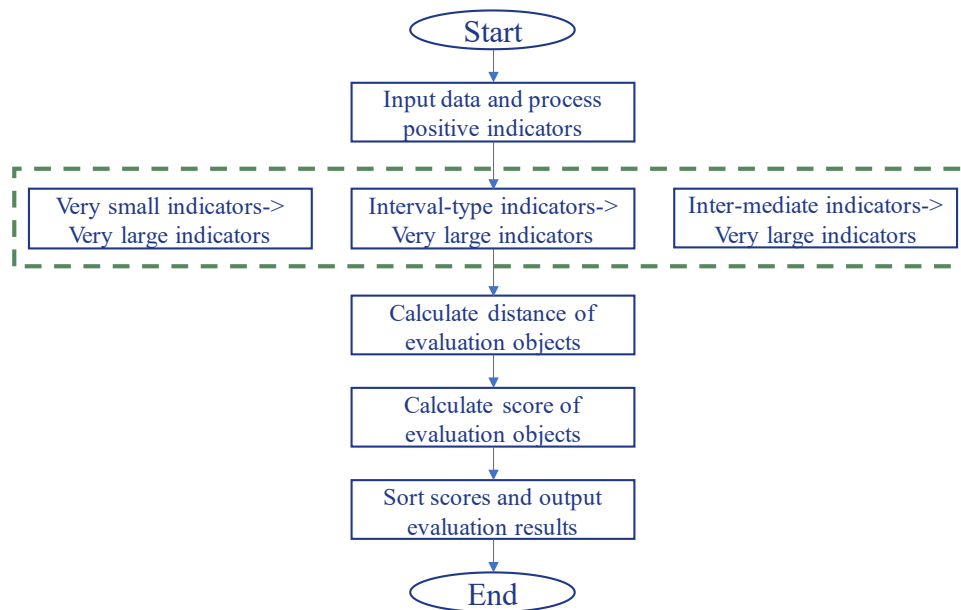 Start
Input data and process
positive indicators
Very small indicators->
Very large indicators
Interval-type indicators->
Very large indicators
Inter-mediate indicators->
Very large indicators
Calculate distance of
evaluation objects
Calculate score of
evaluation objects
Sort scores and output
evaluation results
End